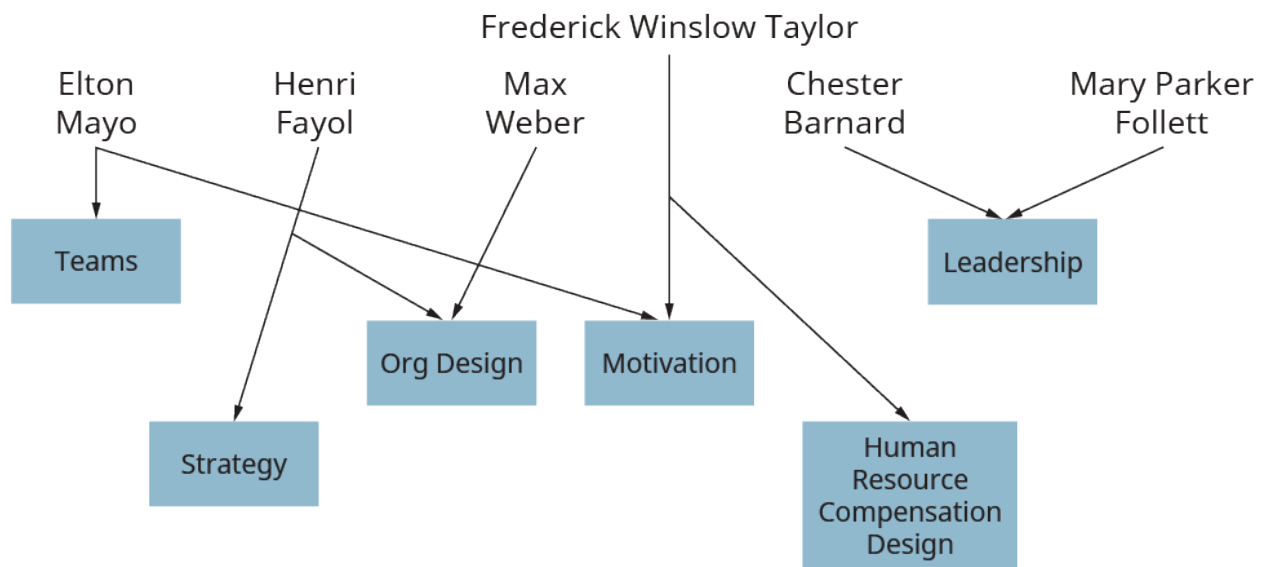 Frederick Winslow Taylor
Elton
Mayo
Henri
Fayol
Max
Weber
Chester
Barnard
Mary Parker
Follett
Teams
Leadership
Org Design
Motivation
Strategy
Human
Resource
Compensation
Design